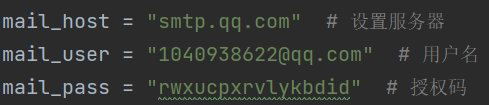 mail_host = "smtp.qq.com"  # 设置服务器
mail_user = "1040938622@qq.com"  # 用户名
mail_pass = "rwxucpxrvlykbdid"  # 授权码